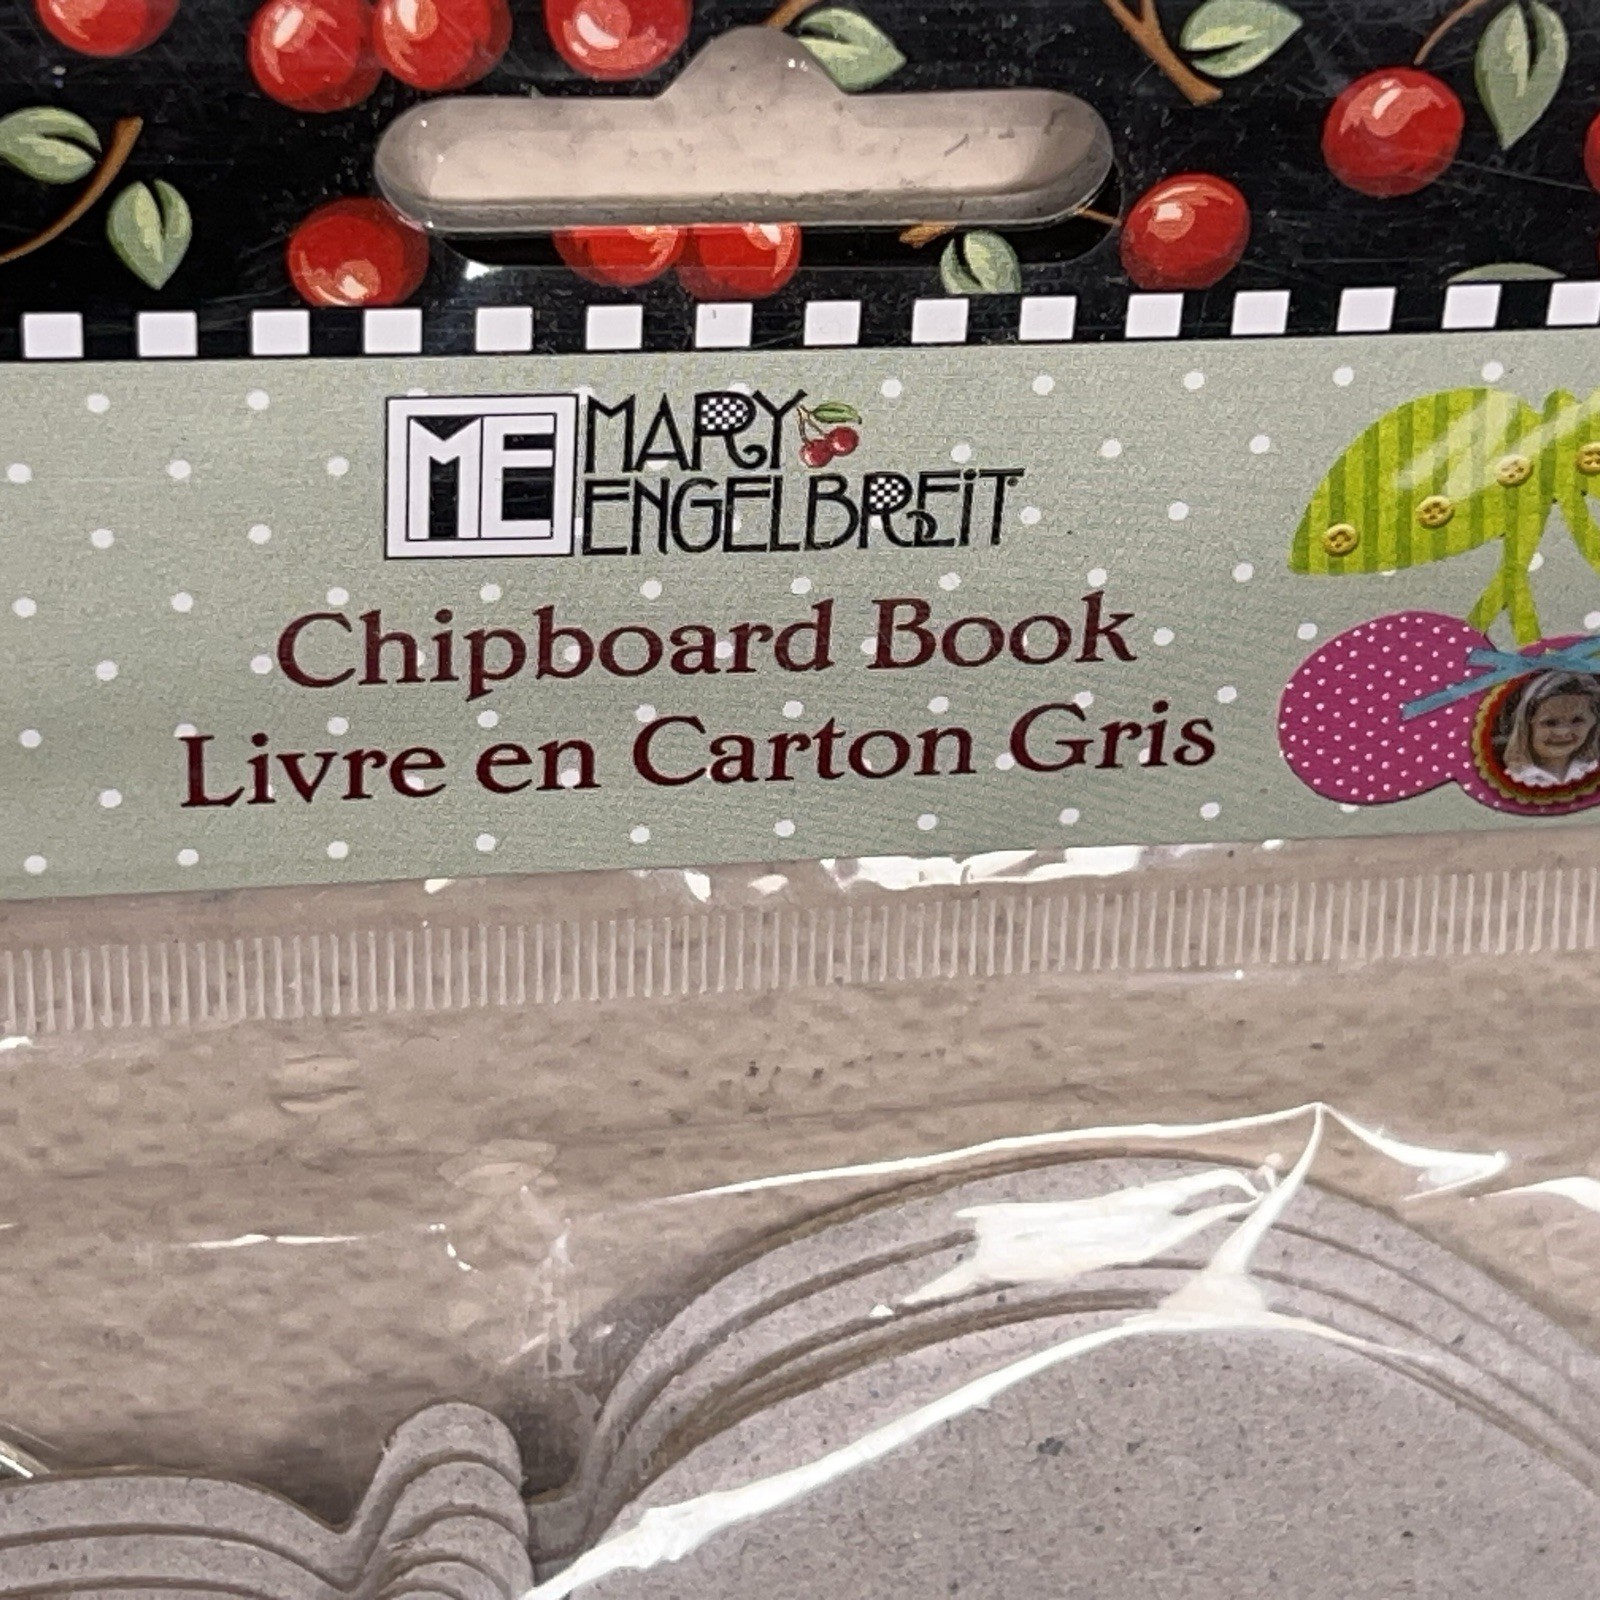 ME MARY
ENGELBREIT
Chipboard Book
Livre en Carton Gris